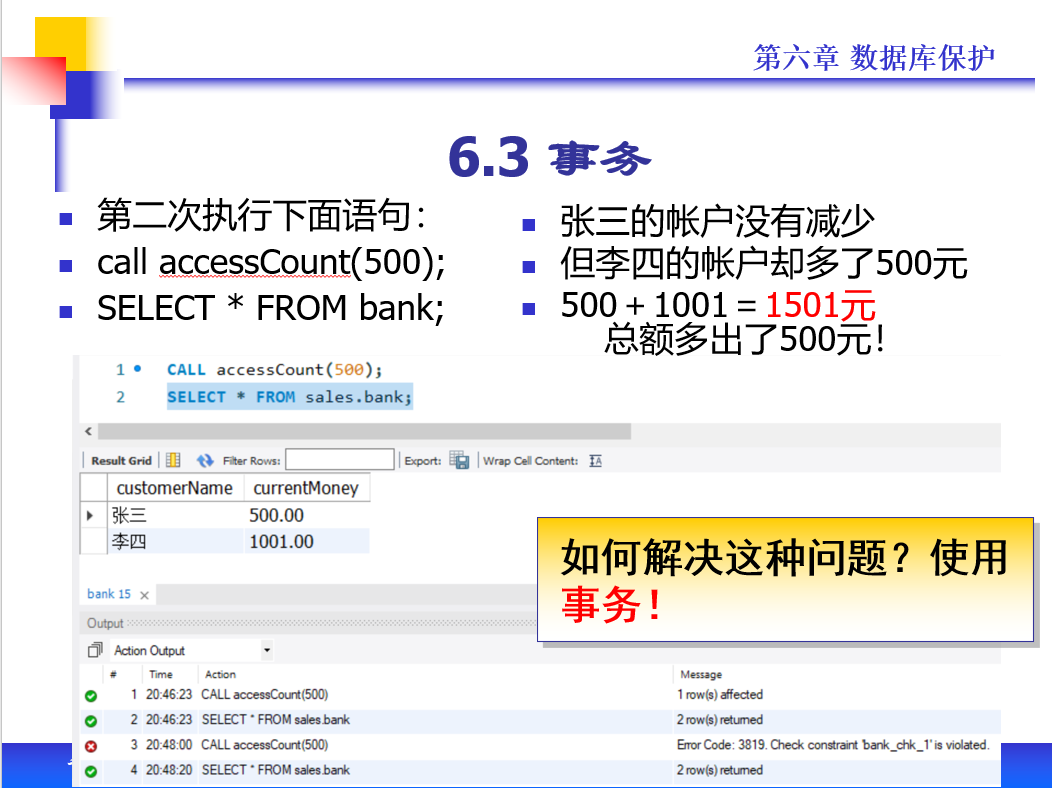 第六章 数据库保护
6.3 事务
第二次执行下面语句：
call accessCount(500);
SELECT * FROM bank;
张三的帐户没有减少
但李四的帐户却多了500元
500＋1001＝1501元
总额多出了500元！
1 CALL accessCount(500);
2 SELECT * FROM sales.bank;
Result Grid Filter Rows: Export: Wrap Cell Content:
customerName currentMoney
张三 500.00
李四 1001.00
如何解决这种问题？使用
事务！
bank 15
Output
Action Output
# Time Action Message
1 20:46:23 CALL accessCount(500) 1 row(s) affected
2 20:46:23 SELECT * FROM sales.bank 2 row(s) returned
3 20:48:00 CALL accessCount(500) Error Code: 3819. Check constraint 'bank_chk_1' is violated.
4 20:48:20 SELECT * FROM sales.bank 2 row(s) returned